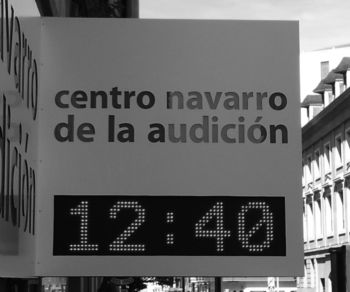 centro navarro
de la audición
12:40